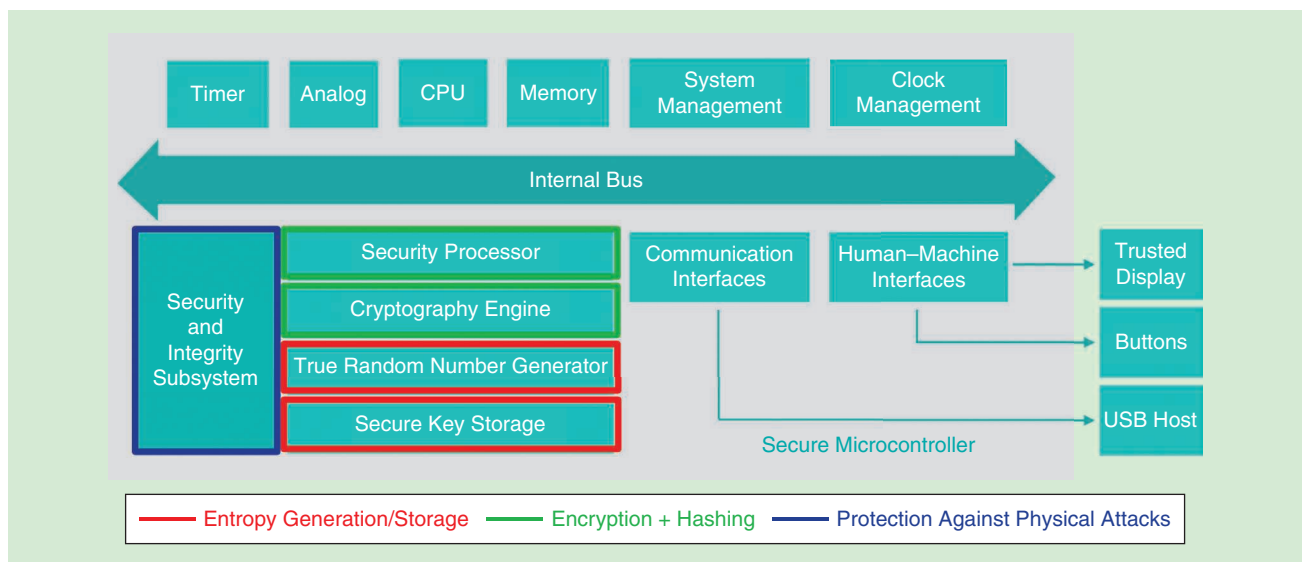 Timer
Analog
CPU
Memory
System
Management
Clock
Management
Internal Bus
Security
and
Integrity
Subsystem
Security Processor
Cryptography Engine
True Random Number Generator
Secure Key Storage
Communication
Interfaces
Human–Machine
Interfaces
Trusted
Display
Buttons
USB Host
Secure Microcontroller
Entropy Generation/Storage
Encryption + Hashing
Protection Against Physical Attacks